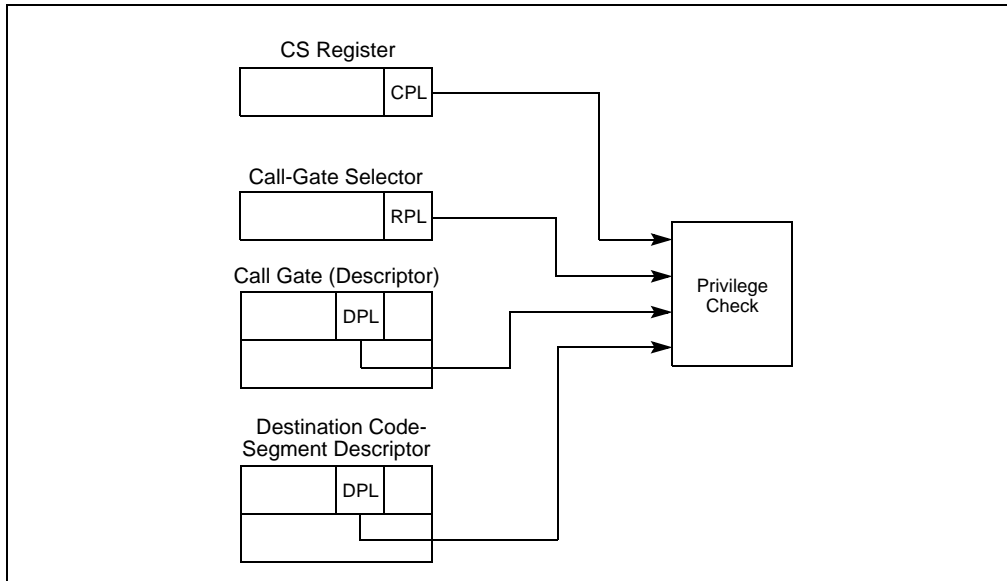 CS Register
CPL
Call-Gate Selector
RPL
Call Gate (Descriptor)
DPL
Privilege
Check
Destination Code-
Segment Descriptor
DPL